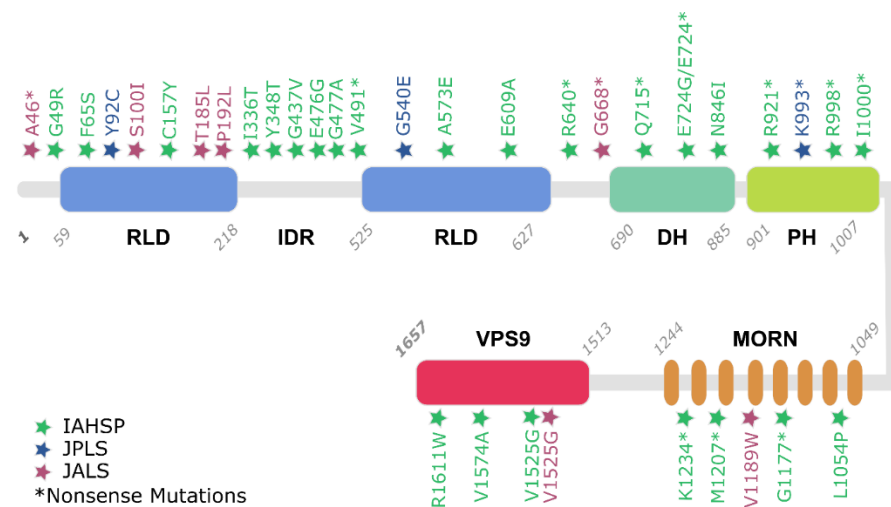 A46*
G49R
F65S
Y92C
S100I
C157Y
T185L
P192L
I336T
Y348T
G437V
E476G
G477A
V491*
G540E
A573E
E609A
R640*
G668*
Q715*
E724G/E724*
N846I
R921*
K993*
R998*
I1000*
1
59
RLD
218
IDR
525
RLD
627
690
DH
885
901
PH
1007
1657
VPS9
1513
1244
MORN
1049
R1611W
V1574A
V1525G
V1525G
K1234*
M1207*
V1189W
G1177*
L1054P
IAHSP
JPLS
JALS
*Nonsense Mutations